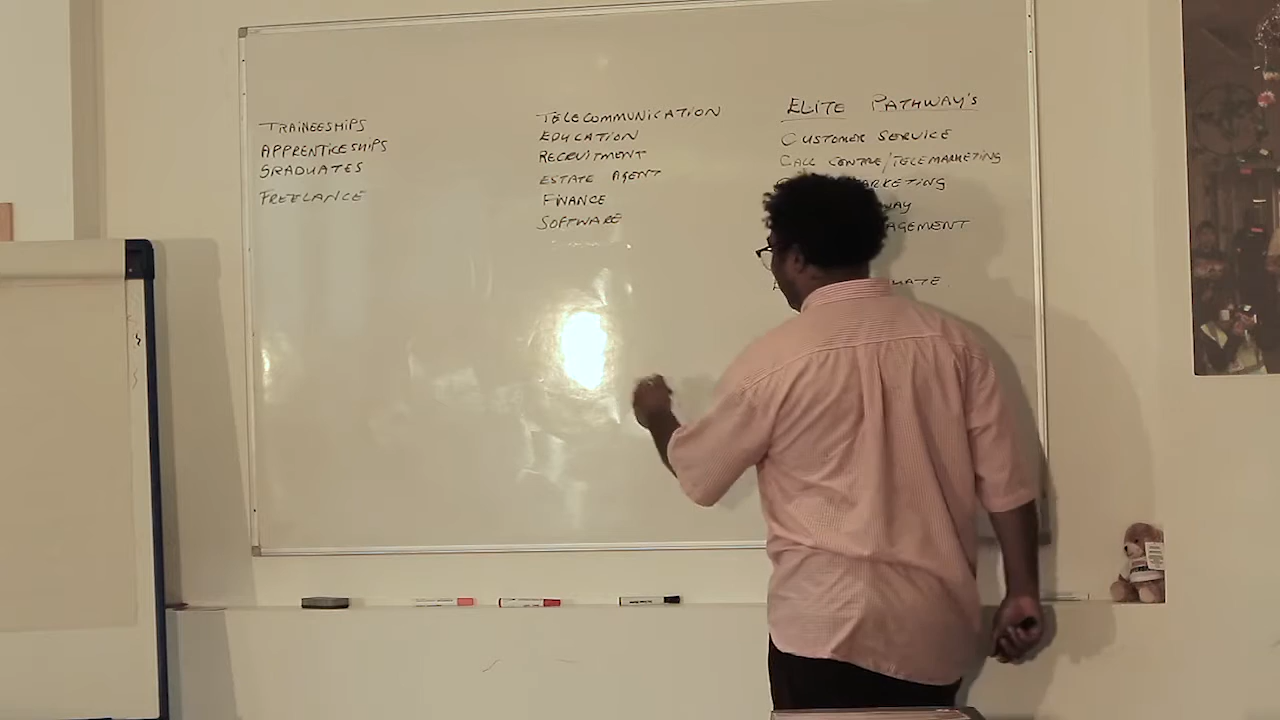 TRAINEESHIPS
APPRENTICESHIPS
GRADUATES
FREELANCE
TELECOMMUNICATION
EDUCATION
RECRUITMENT
ESTATE AGENT
FINANCE
SOFTWARE
ELITE PATHWAY'S
CUSTOMER SERVICE
CALL CENTRE/TELEMARKETING